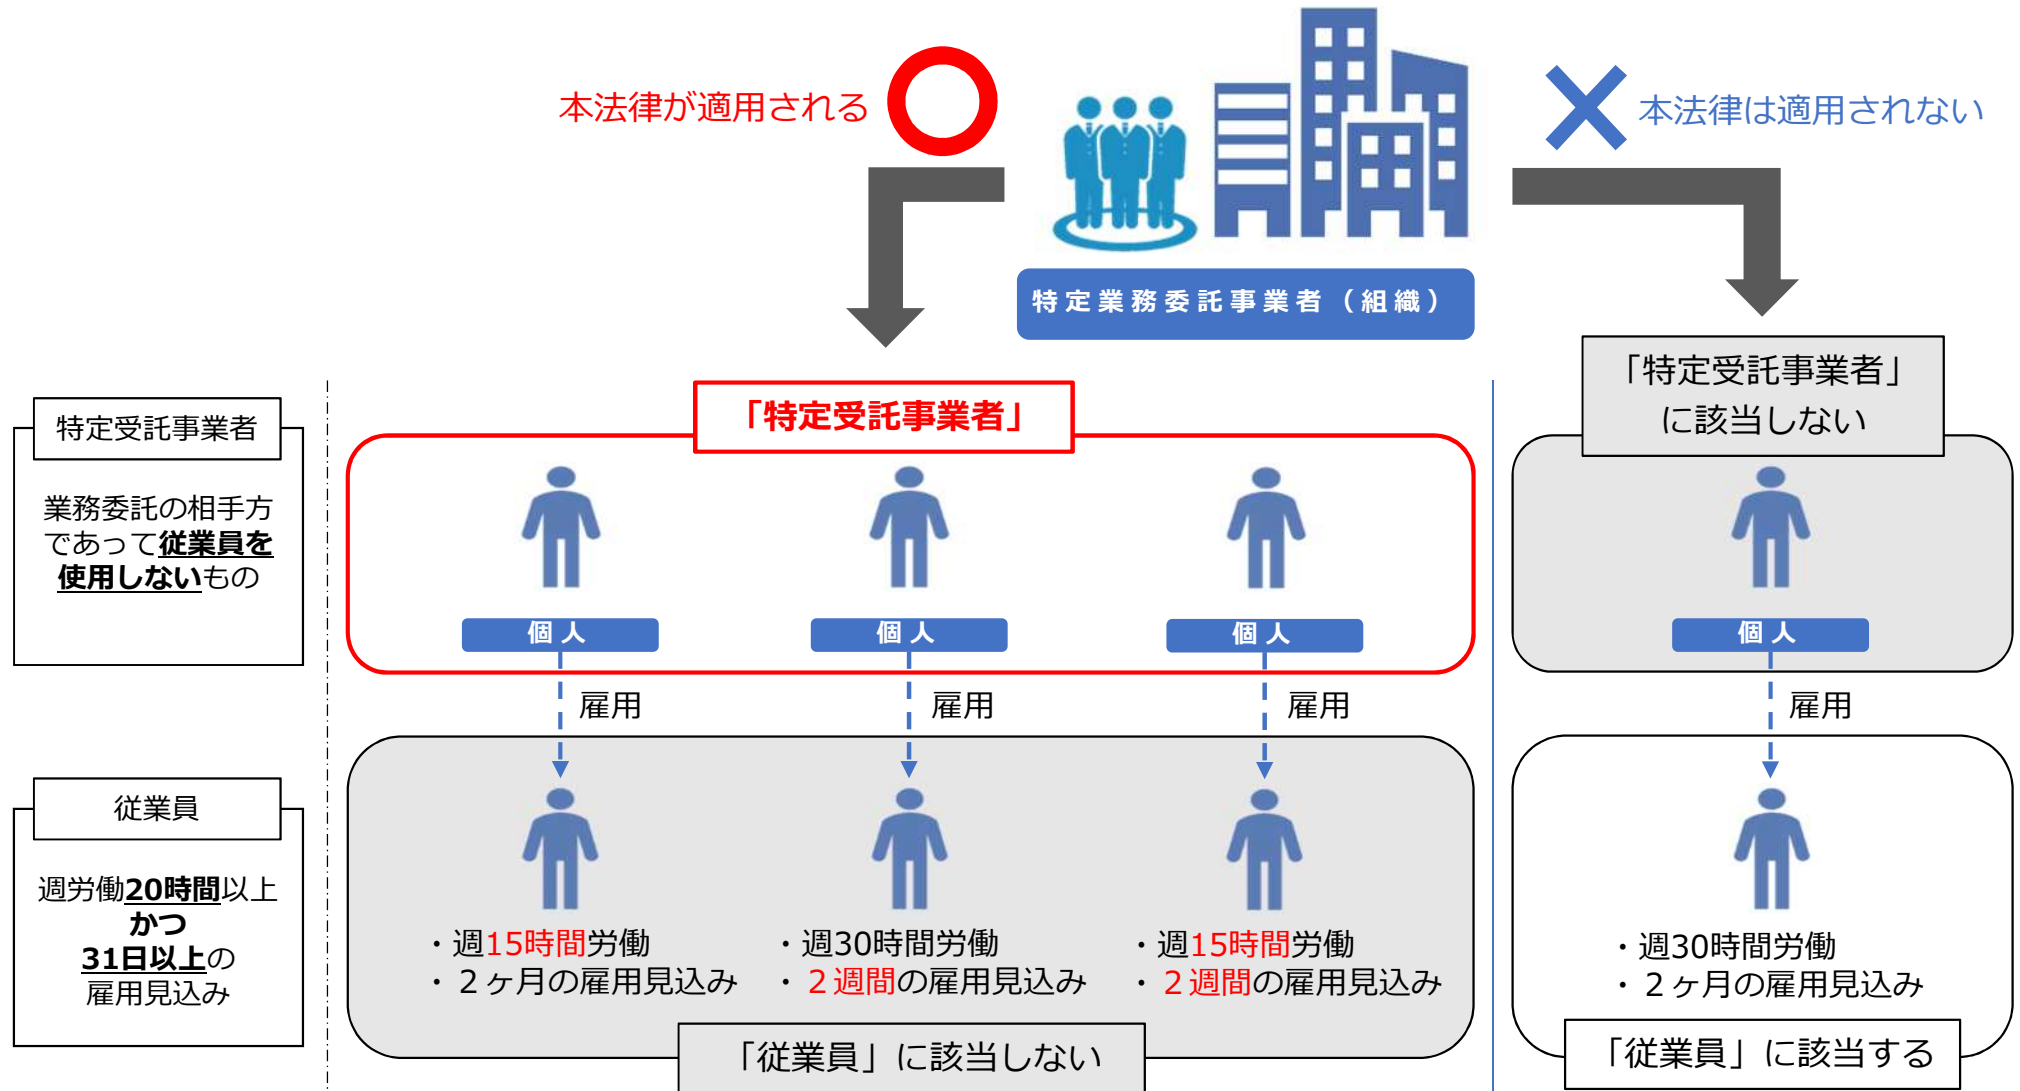 本法律が適用される
本法律は適用されない
特定業務委託事業者（組織）
「特定受託事業者」
に該当しない
「特定受託事業者」
特定受託事業者
業務委託の相手方
であって従業員を
使用しないもの
個人
個人
個人
個人
雇用
雇用
雇用
雇用
従業員
週労働20時間以上
かつ
31日以上の
雇用見込み
・週15時間労働
・２ヶ月の雇用見込み
・週30時間労働
・２週間の雇用見込み
・週15時間労働
・２週間の雇用見込み
・週30時間労働
・２ヶ月の雇用見込み
「従業員」に該当しない
「従業員」に該当する